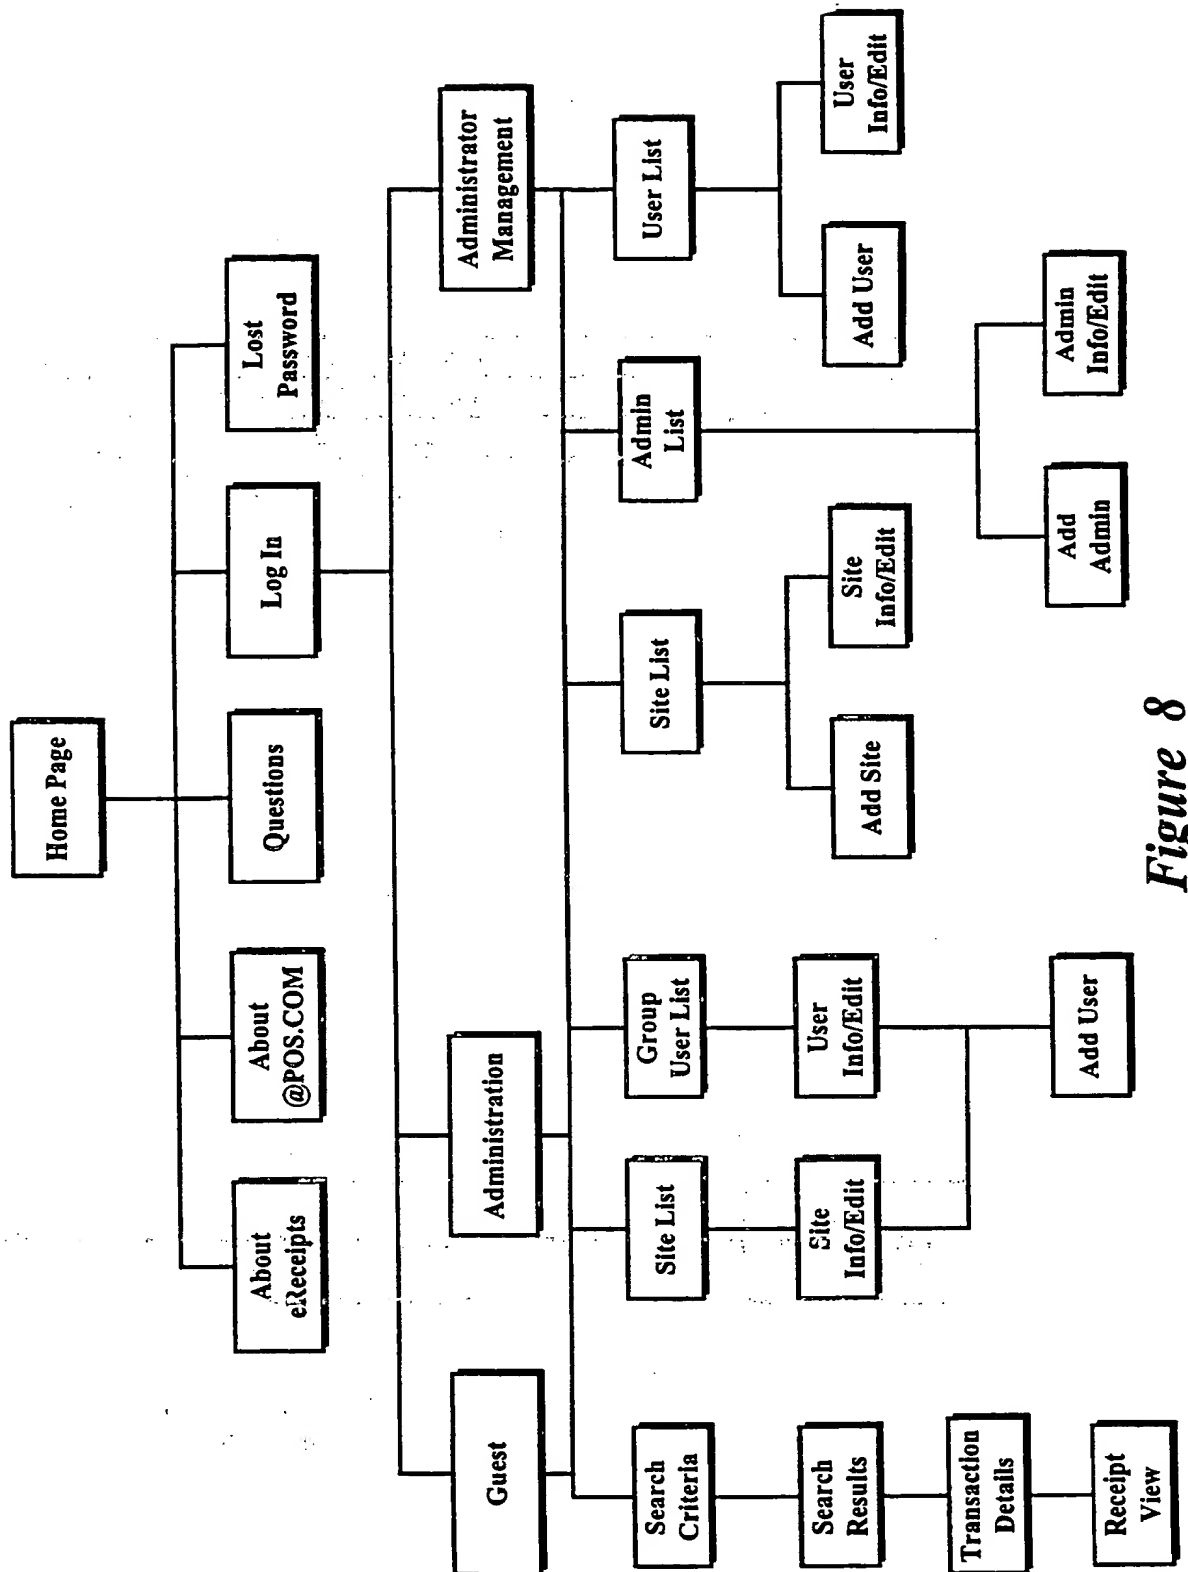 Home Page
About
eReceipts
About
@POS.COM
Questions
Log In
Lost
Password
Guest
Administration
Administrator
Management
Search
Criteria
Site List
Group
User List
Site List
Admin
List
User List
Search
Results
Site
Info/Edit
User
Info/Edit
Add Site
Site
Info/Edit
Add User
User
Info/Edit
Transaction
Details
Add User
Add
Admin
Admin
Info/Edit
Receipt
View
Figure 8